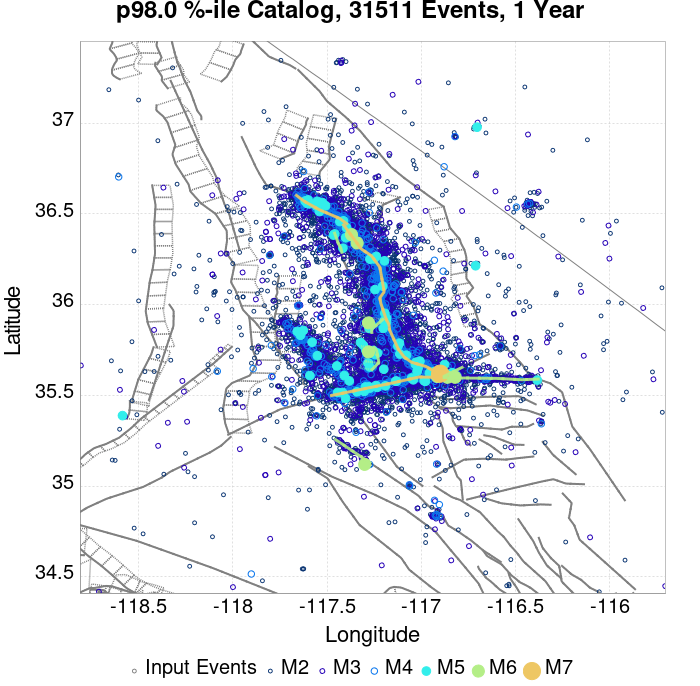 p98.0 %-ile Catalog, 31511 Events, 1 Year
37
36.5
36
35.5
35
34.5
Latitude
-118.5 -118 -117.5 -117 -116.5 -116
Longitude
Input Events M2 M3 M4 M5 M6 M7